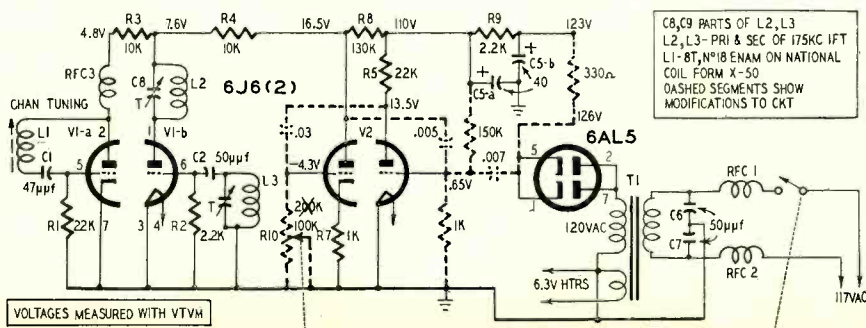 4.8V
R3
10K
7.6V
R4
10K
16.5V
R8
130K
110V
R9
2.2K
123V
C8,C9 PARTS OF L2,L3
L2,L3-PRI & SEC OF 175KC IFT
L1-8T,Nº18 ENAM ON NATIONAL
COIL FORM X-50
DASHED SEGMENTS SHOW
MODIFICATIONS TO CKT
RFC3
C8
T
L2
6J6(2)
R5
22K
C5-b
C5-a
40
330Ω
CHAN TUNING
13.5V
126V
L1
V1-a
2
1
V1-b
.03
V2
.005
150K
6AL5
C1
5
6
C2
50µµf
-4.3V
.65V
.007
5
2
T1
RFC 1
47µµf
T
L3
1
7
C6
50µµf
R1
22K
7
3
4
R2
2.2K
200K
100K
R10
R7
1K
1K
120VAC
C7
RFC 2
6.3V HTRS
117VAC
VOLTAGES MEASURED WITH VTVM